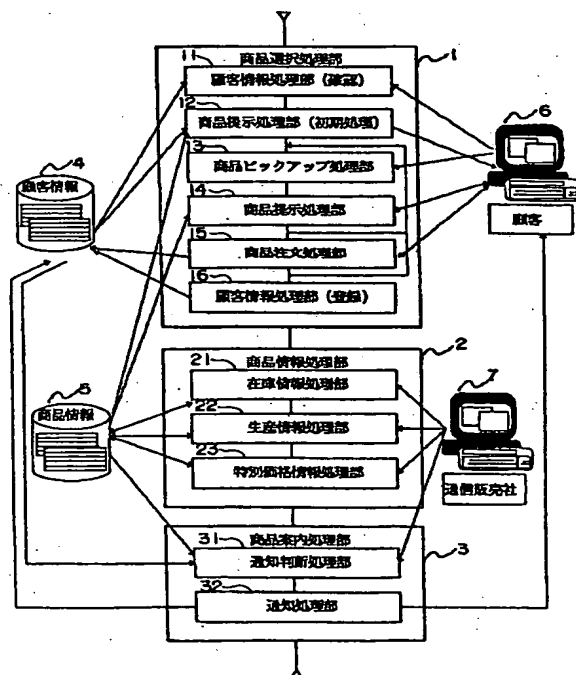 商品選択処理部
1
11
顧客情報処理部(確認)
12
商品提示処理部(初期処理)
13
商品ピックアップ処理部
14
商品提示処理部
15
商品注文処理部
16
顧客情報処理部(登録)
4
顧客情報
6
顧客
2
商品情報処理部
21
在庫情報処理部
22
生産情報処理部
23
特別価格情報処理部
5
商品情報
7
通信販売社
3
商品案内処理部
31
通知判断処理部
32
通知処理部